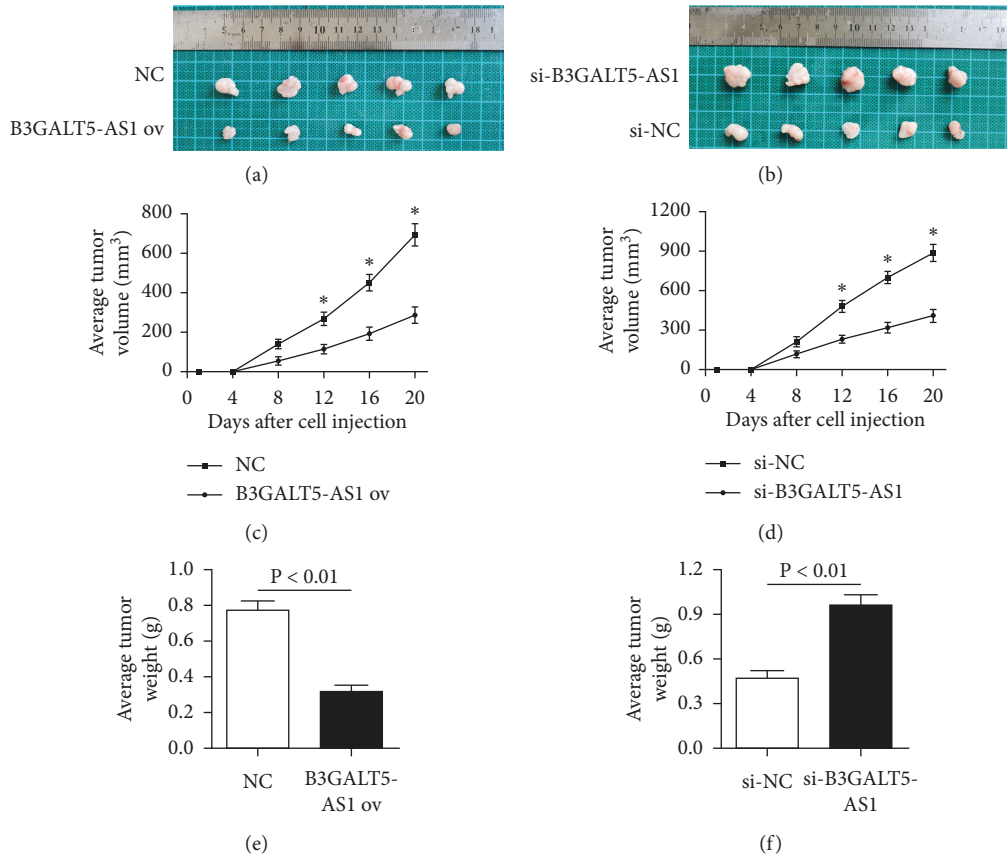 NC
B3GALT5-AS1 ov
(a)
si-B3GALT5-AS1
si-NC
(b)
Average tumor
volume (mm³)
800
600
400
200
0
0 4 8 12 16 20
* * *
Days after cell injection
NC
B3GALT5-AS1 ov
(c)
Average tumor
volume (mm³)
1200
900
600
300
0
0 4 8 12 16 20
* * *
Days after cell injection
si-NC
si-B3GALT5-AS1
(d)
Average tumor
weight (g)
1.0
0.8
0.6
0.4
0.2
0.0
P < 0.01
NC
B3GALT5-
AS1 ov
(e)
Average tumor
weight (g)
1.2
0.9
0.6
0.3
0.0
P < 0.01
si-NC
si-B3GALT5-
AS1
(f)